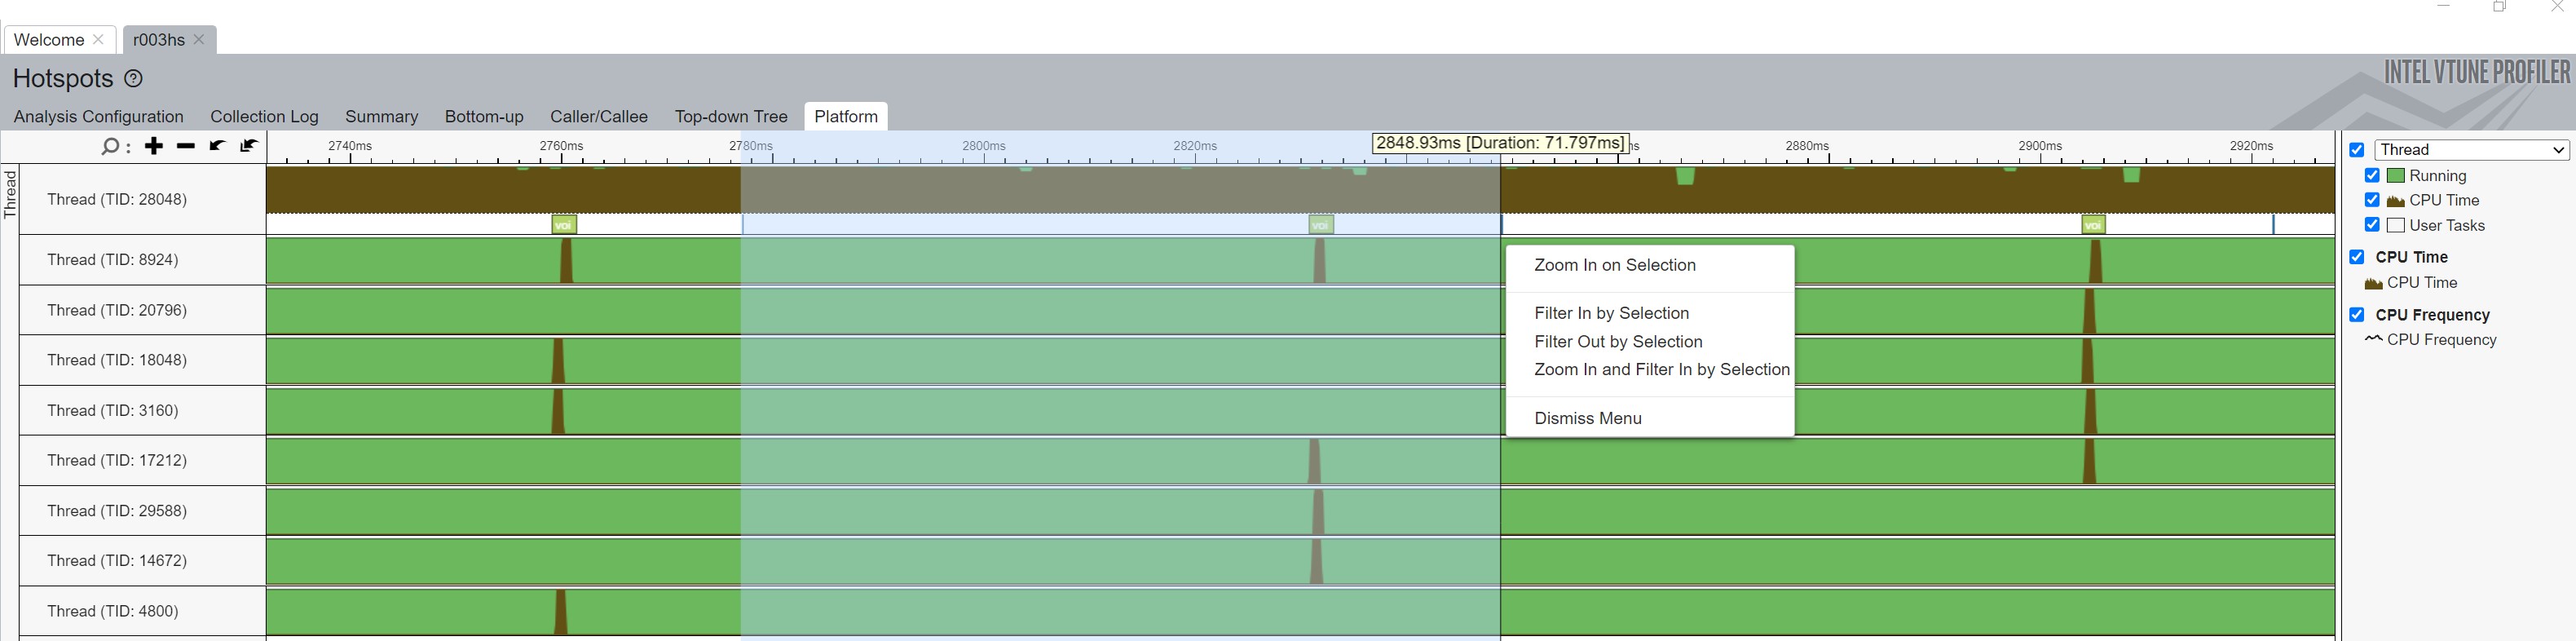 Welcome
r003hs
Hotspots ?
INTEL VTUNE PROFILER
Analysis Configuration Collection Log Summary Bottom-up Caller/Callee Top-down Tree Platform
2740ms 2760ms 2780ms 2800ms 2820ms 2848.93ms [Duration: 71.797ms] ms 2880ms 2900ms 2920ms
Thread
Thread (TID: 28048)
voi voi voi
Thread (TID: 8924)
Thread (TID: 20796)
Thread (TID: 18048)
Thread (TID: 3160)
Thread (TID: 17212)
Thread (TID: 29588)
Thread (TID: 14672)
Thread (TID: 4800)
Zoom In on Selection
Filter In by Selection
Filter Out by Selection
Zoom In and Filter In by Selection
Dismiss Menu
Thread
Running
CPU Time
User Tasks
CPU Time
CPU Time
CPU Frequency
CPU Frequency